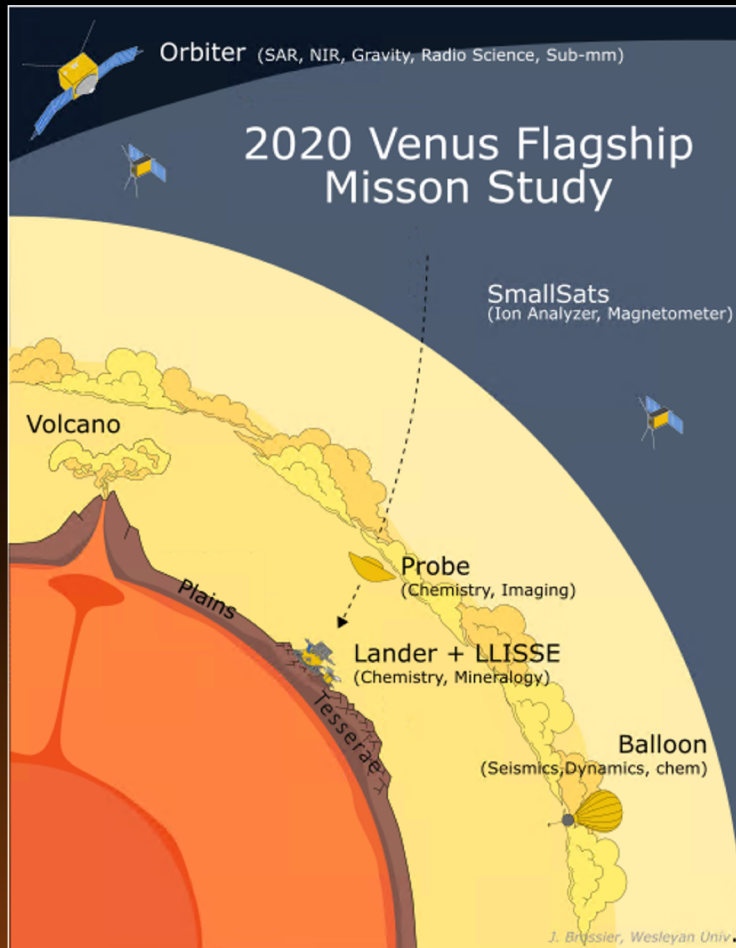 Orbiter (SAR, NIR, Gravity, Radio Science, Sub-mm)
2020 Venus Flagship
Misson Study
SmallSats
(Ion Analyzer, Magnetometer)
Volcano
Probe
(Chemistry, Imaging)
Plains
Lander + LLISSE
(Chemistry, Mineralogy)
Tesserae
Balloon
(Seismics,Dynamics, chem)
J. Brossier, Wesleyan Univ.